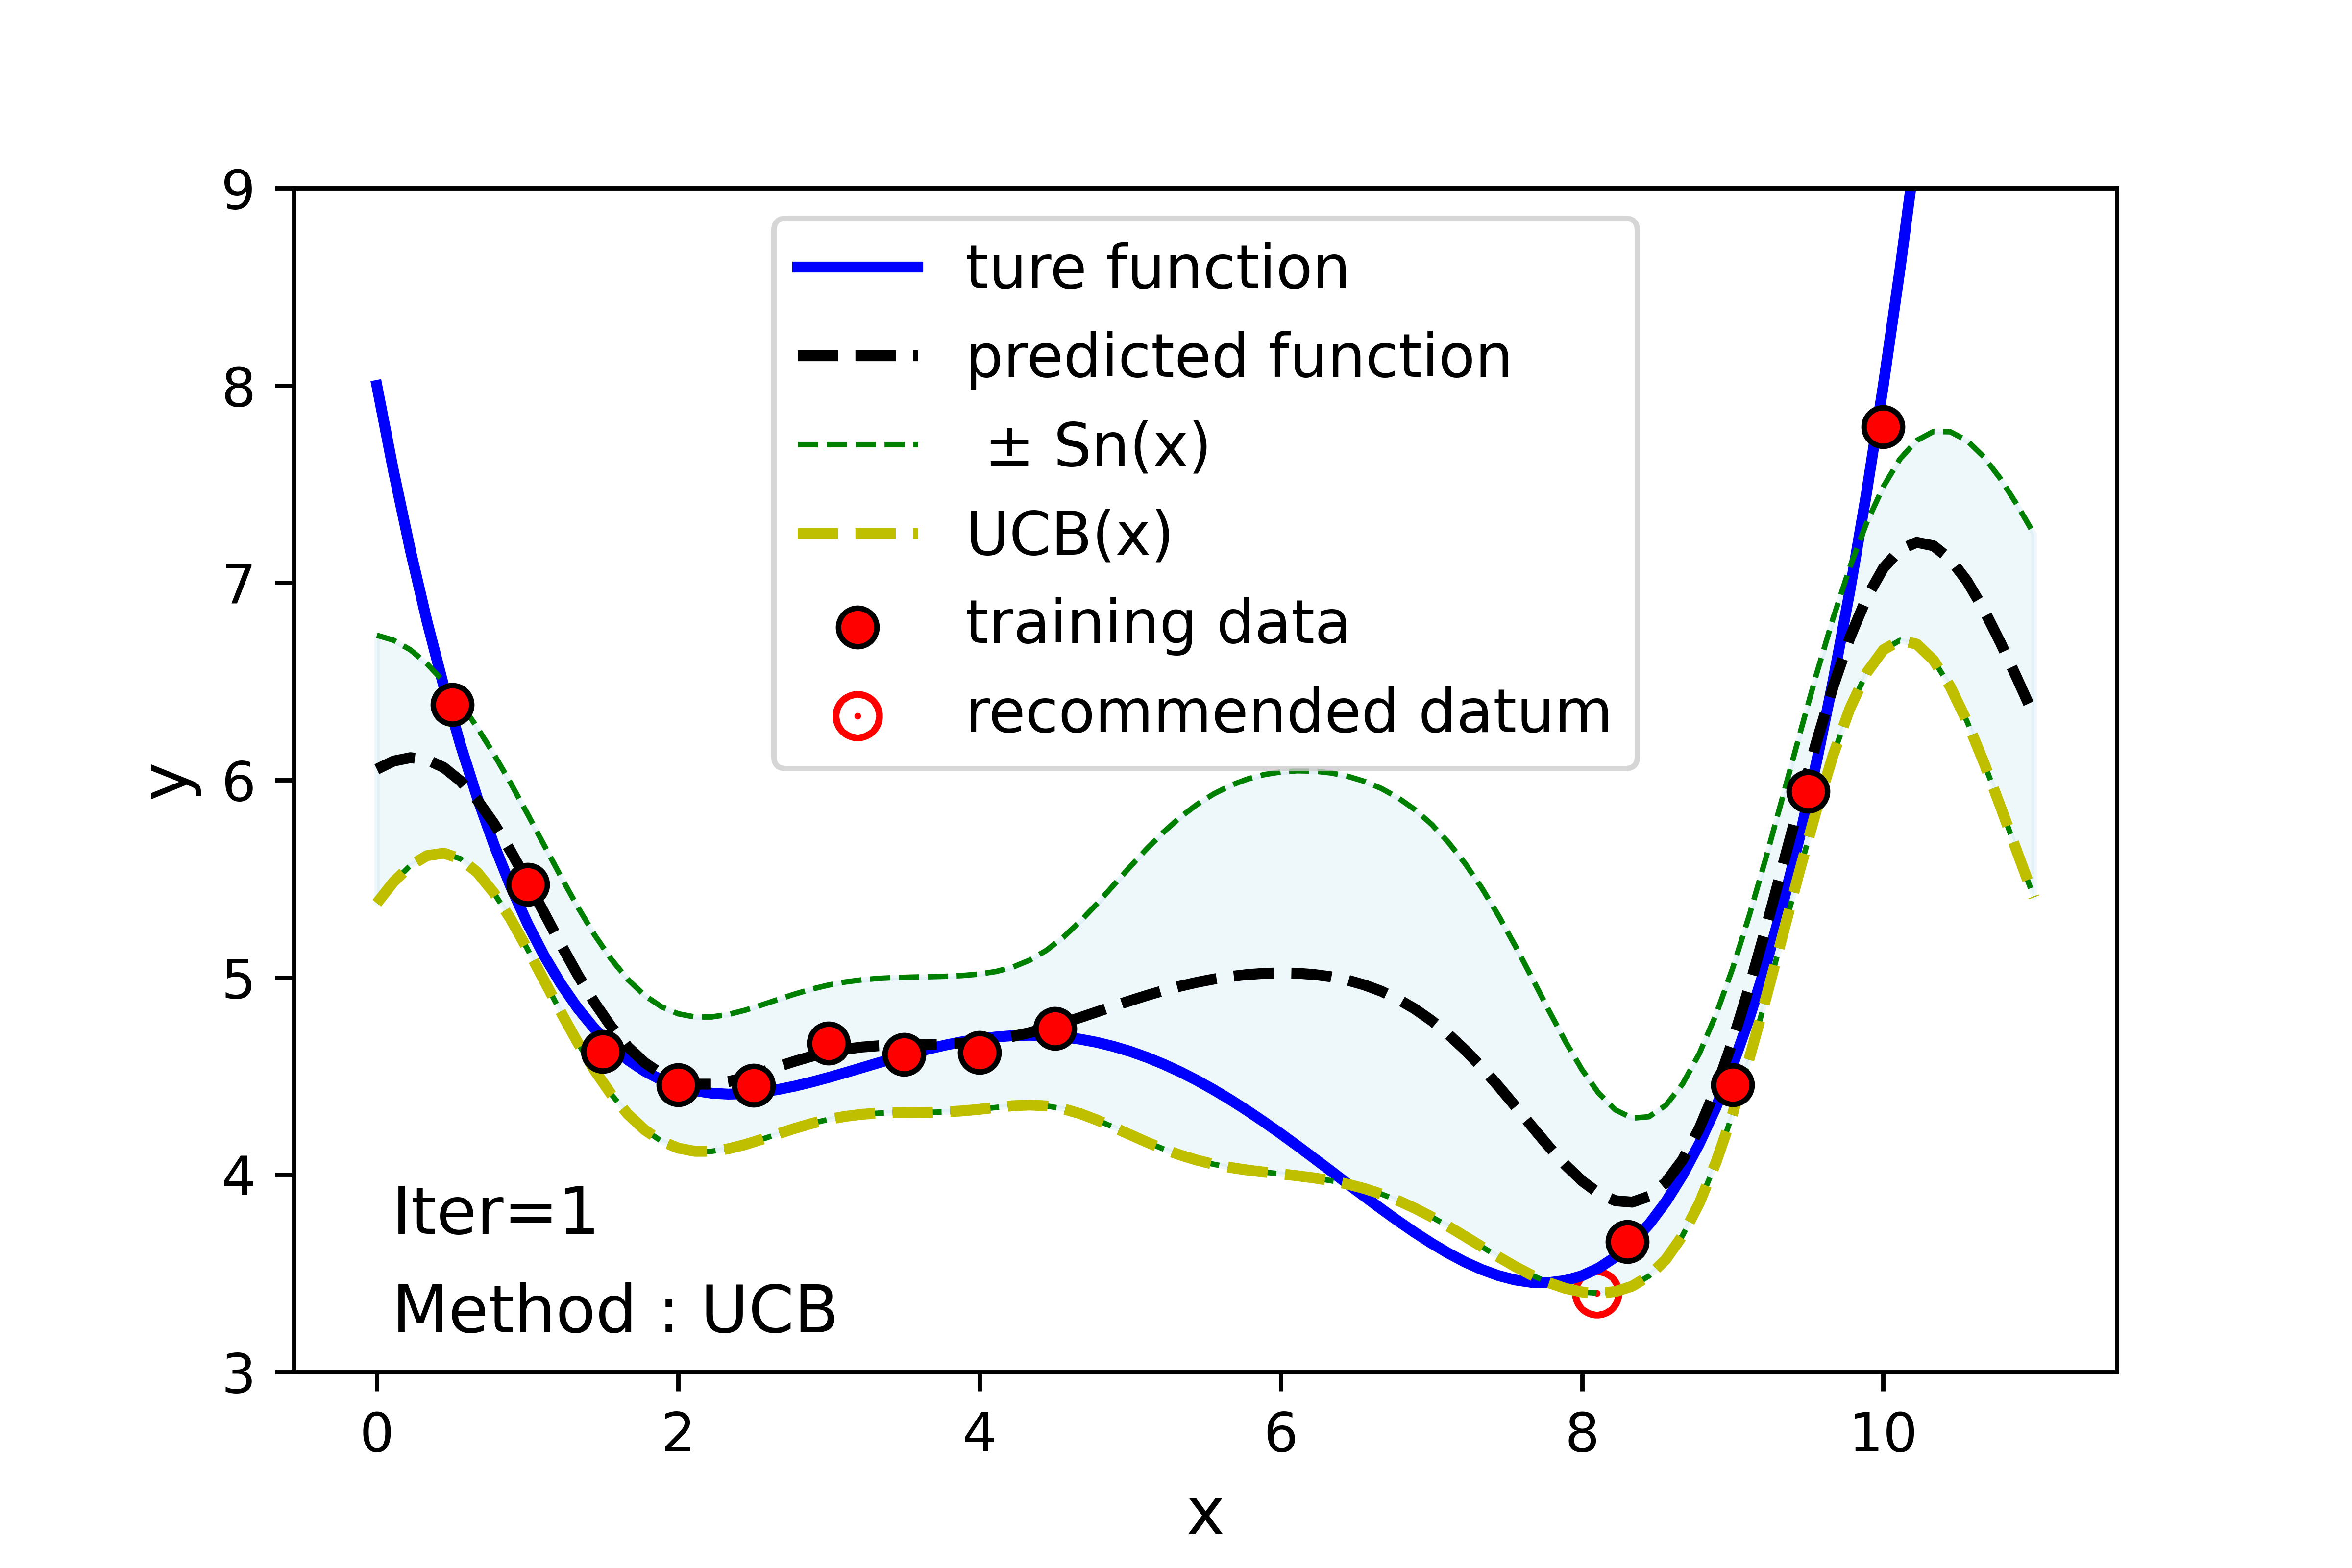 9
8
7
6
5
4
3
y
ture function
predicted function
± Sn(x)
UCB(x)
training data
recommended datum
Iter=1
Method : UCB
0 2 4 6 8 10
x